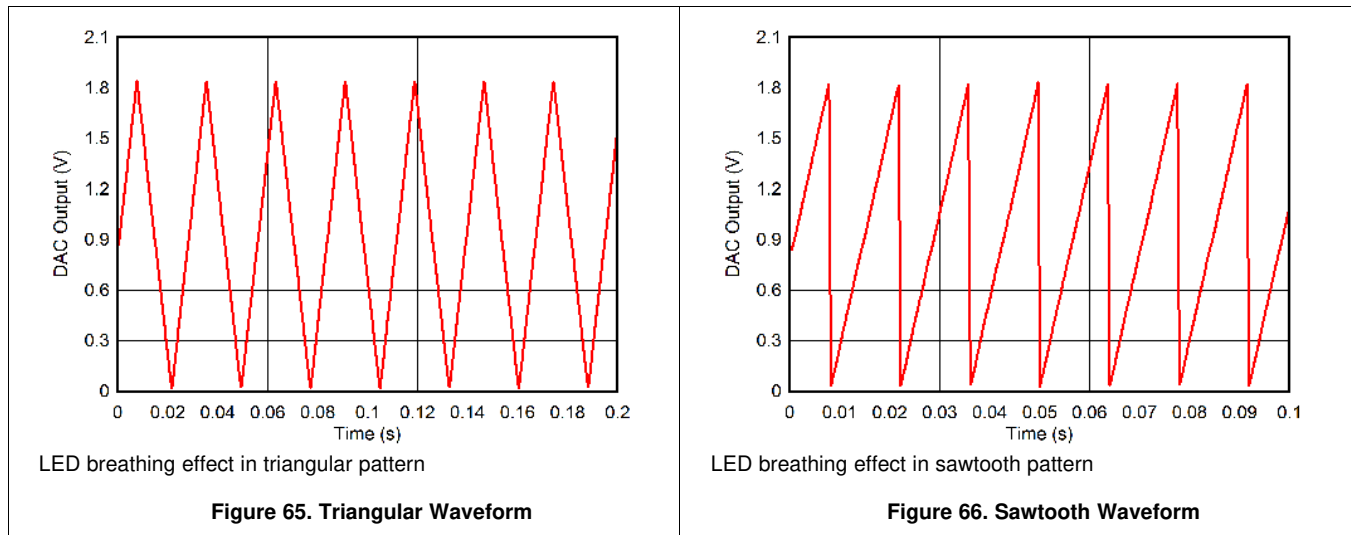 2.1
1.8
1.5
1.2
0.9
0.6
0.3
0
DAC Output (V)
0 0.02 0.04 0.06 0.08 0.1 0.12 0.14 0.16 0.18 0.2
Time (s)
LED breathing effect in triangular pattern
Figure 65. Triangular Waveform
2.1
1.8
1.5
1.2
0.9
0.6
0.3
0
DAC Output (V)
0 0.01 0.02 0.03 0.04 0.05 0.06 0.07 0.08 0.09 0.1
Time (s)
LED breathing effect in sawtooth pattern
Figure 66. Sawtooth Waveform